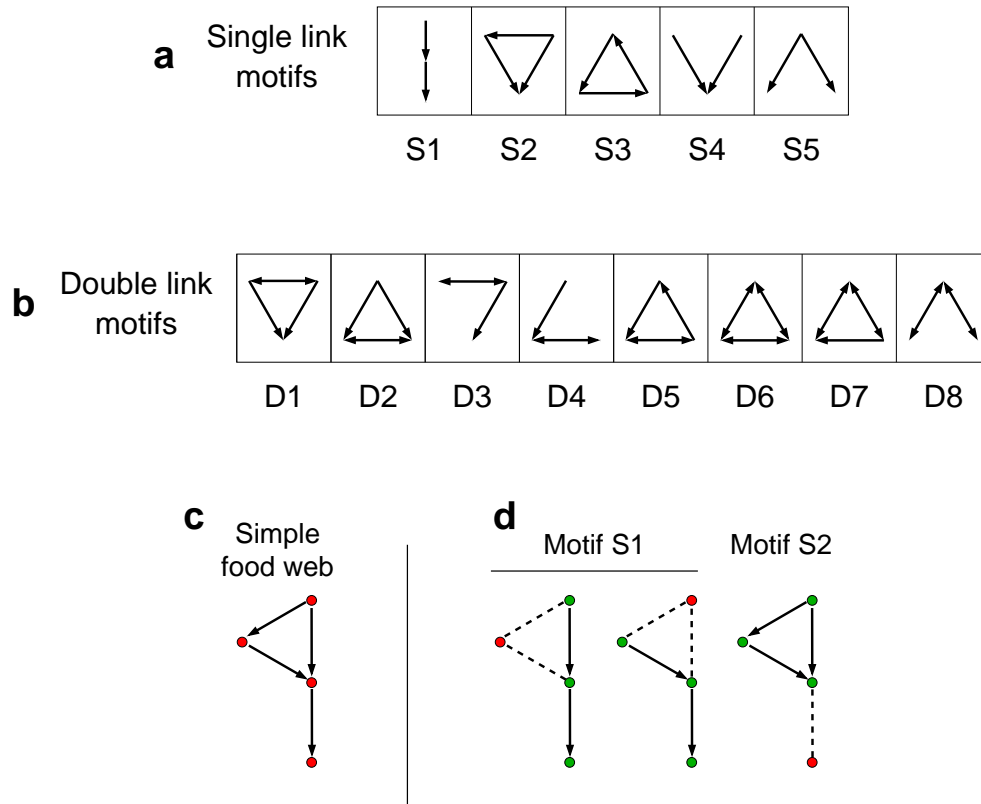 a
Single link
motifs
S1 S2 S3 S4 S5
b
Double link
motifs
D1 D2 D3 D4 D5 D6 D7 D8
c
Simple
food web
d
Motif S1
Motif S2